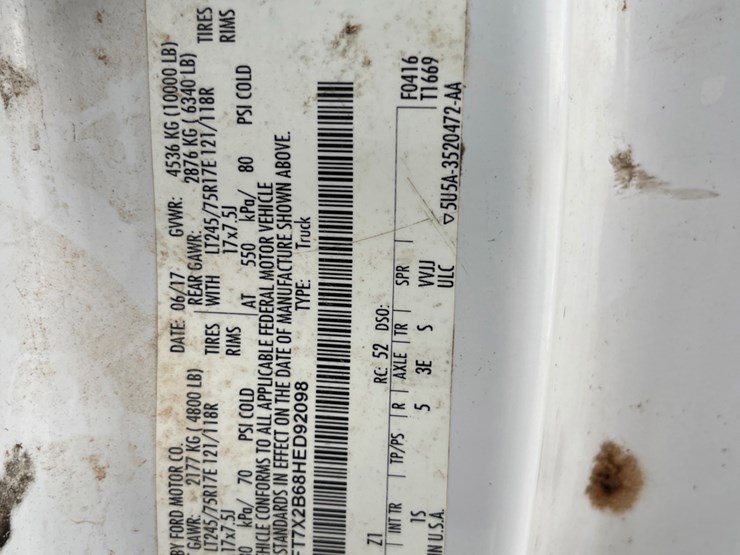 BY FORD MOTOR CO. DATE: 06/17 GVWR: 4536 KG (10000 LB)
GAWR: 2177 KG ( 4800 LB) REAR GAWR: 2876 KG ( 6340 LB)
LT245/75R17E 121/118R TIRES WITH LT245/75R17E 121/118R TIRES
17x7.5J RIMS 17x7.5J RIMS
kPa/ 70 PSI COLD AT 550 kPa/ 80 PSI COLD
HICLE CONFORMS TO ALL APPLICABLE FEDERAL MOTOR VEHICLE
STANDARDS IN EFFECT ON THE DATE OF MANUFACTURE SHOWN ABOVE.
FT7X2B68HED92098 TYPE: Truck
Z1 RC: 52 DSO: F0416
T1669
INT TR TP/PS R AXLE TR SPR
TS 5 3E S VVJJ
IN U.S.A. ULC ▽5U5A-3520472-AA